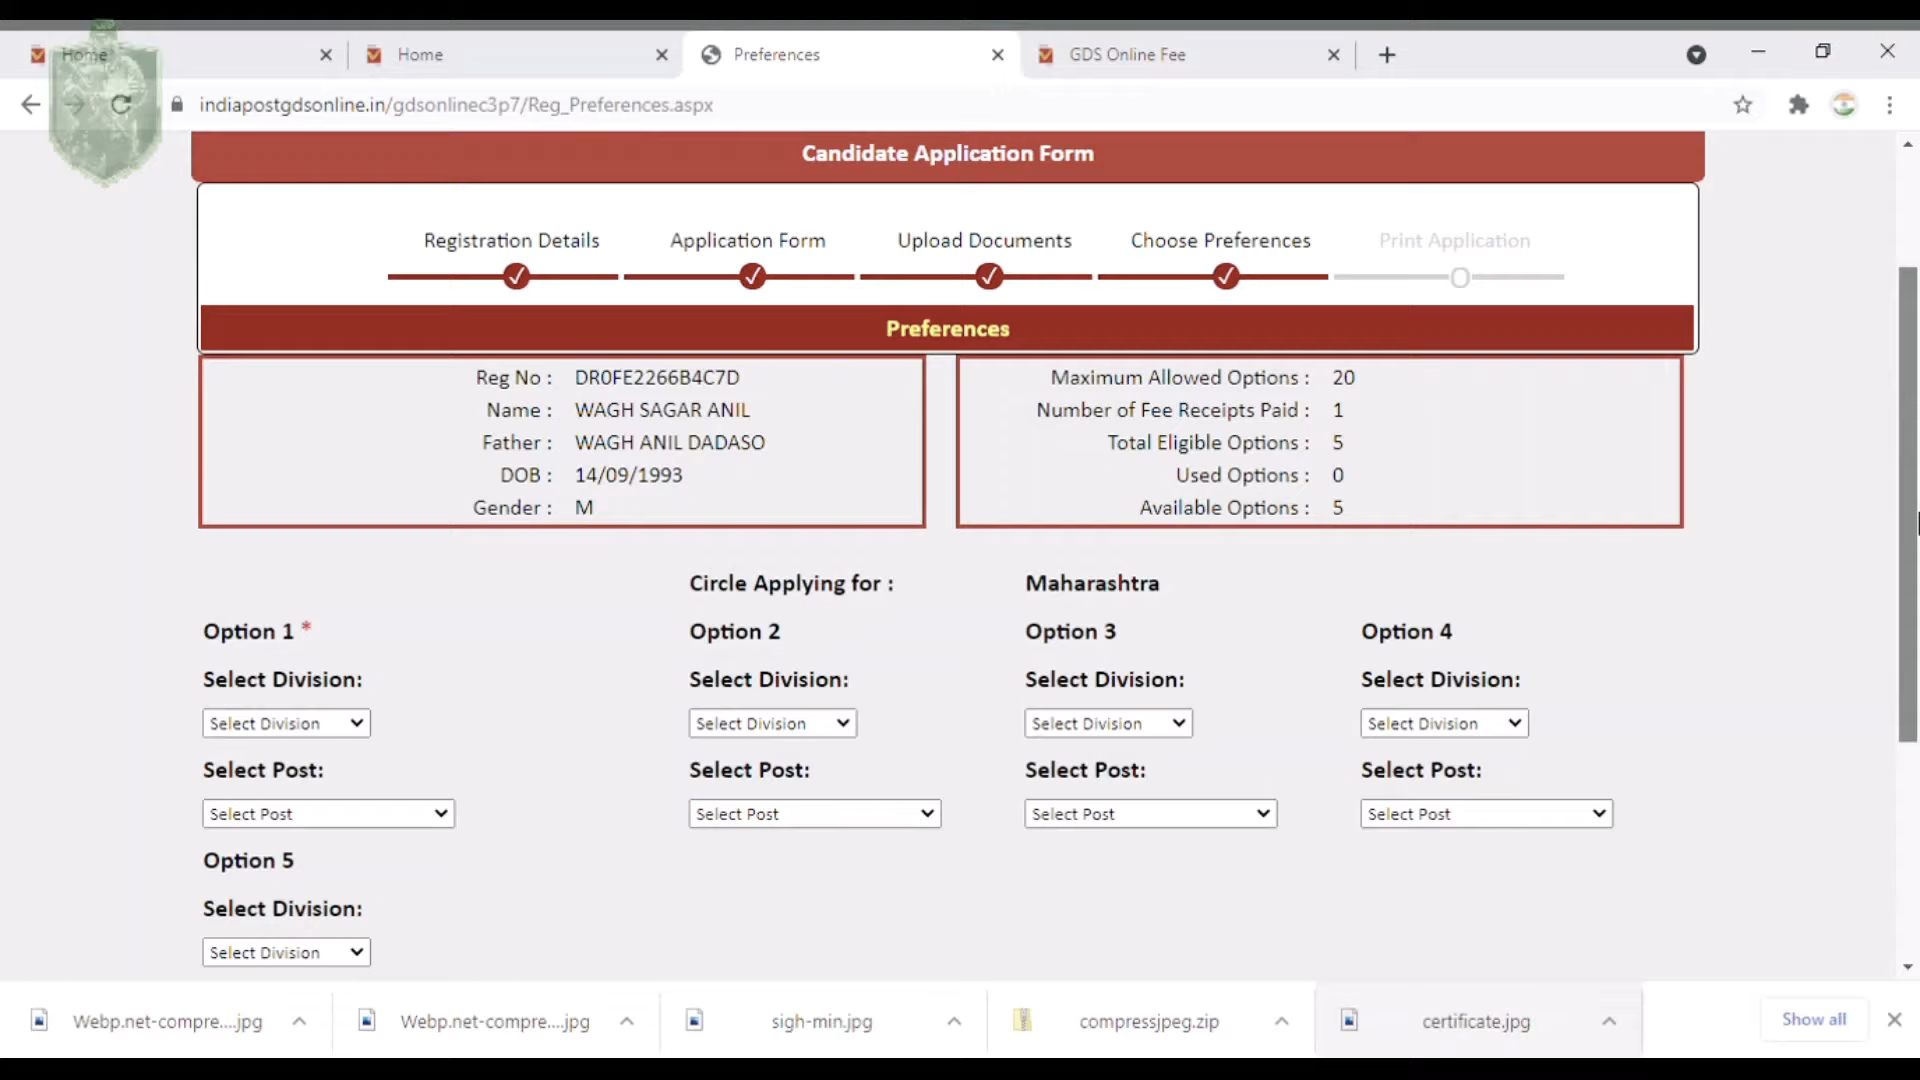 Home
Home
Preferences
GDS Online Fee
indiapostgdsonline.in/gdsonlinec3p7/Reg_Preferences.aspx
Candidate Application Form
Registration Details
Application Form
Upload Documents
Choose Preferences
Print Application
Preferences
Reg No : DR0FE2266B4C7D
Name : WAGH SAGAR ANIL
Father : WAGH ANIL DADASO
DOB : 14/09/1993
Gender : M
Maximum Allowed Options : 20
Number of Fee Receipts Paid : 1
Total Eligible Options : 5
Used Options : 0
Available Options : 5
Circle Applying for : Maharashtra
Option 1 * Option 2 Option 3 Option 4
Select Division: Select Division: Select Division: Select Division:
Select Division Select Division Select Division Select Division
Select Post: Select Post: Select Post: Select Post:
Select Post Select Post Select Post Select Post
Option 5
Select Division:
Select Division
Webp.net-compre....jpg
Webp.net-compre....jpg
sigh-min.jpg
compressjpeg.zip
certificate.jpg
Show all